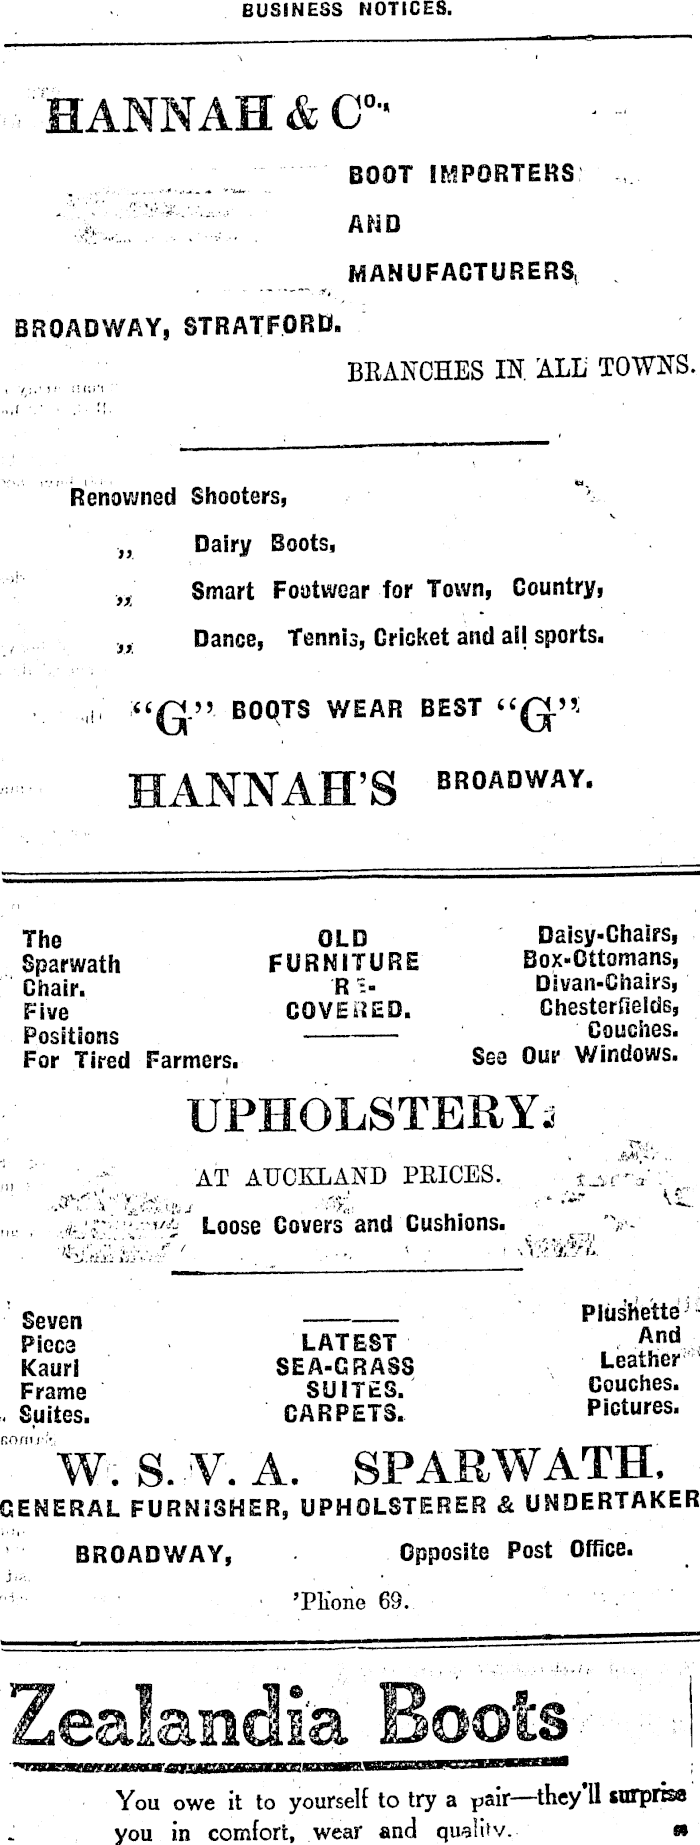 BUSINESS NOTICES.
HANNAH & Co.,
BOOT IMPORTERS
AND
MANUFACTURERS,
BROADWAY, STRATFORD.
BRANCHES IN ALL TOWNS.
Renowned Shooters,
„ Dairy Boots,
„ Smart Footwear for Town, Country,
„ Dance, Tennis, Cricket and all sports.
“G” BOOTS WEAR BEST “G”
HANNAH'S BROADWAY.
The
Sparwath
Chair.
Five
Positions
For Tired Farmers.
OLD
FURNITURE
RE-
COVERED.
Daisy-Chairs,
Box-Ottomans,
Divan-Chairs,
Chesterfields,
Couches.
See Our Windows.
UPHOLSTERY.
AT AUCKLAND PRICES.
Loose Covers and Cushions.
Seven
Piece
Kauri
Frame
Suites.
LATEST
SEA-GRASS
SUITES.
CARPETS.
Plushette
And
Leather
Couches.
Pictures.
W. S. V. A. SPARWATH,
GENERAL FURNISHER, UPHOLSTERER & UNDERTAKER
BROADWAY, Opposite Post Office.
'Phone 69.
Zealandia Boots
You owe it to yourself to try a pair—they'll surprise
you in comfort, wear and quality.